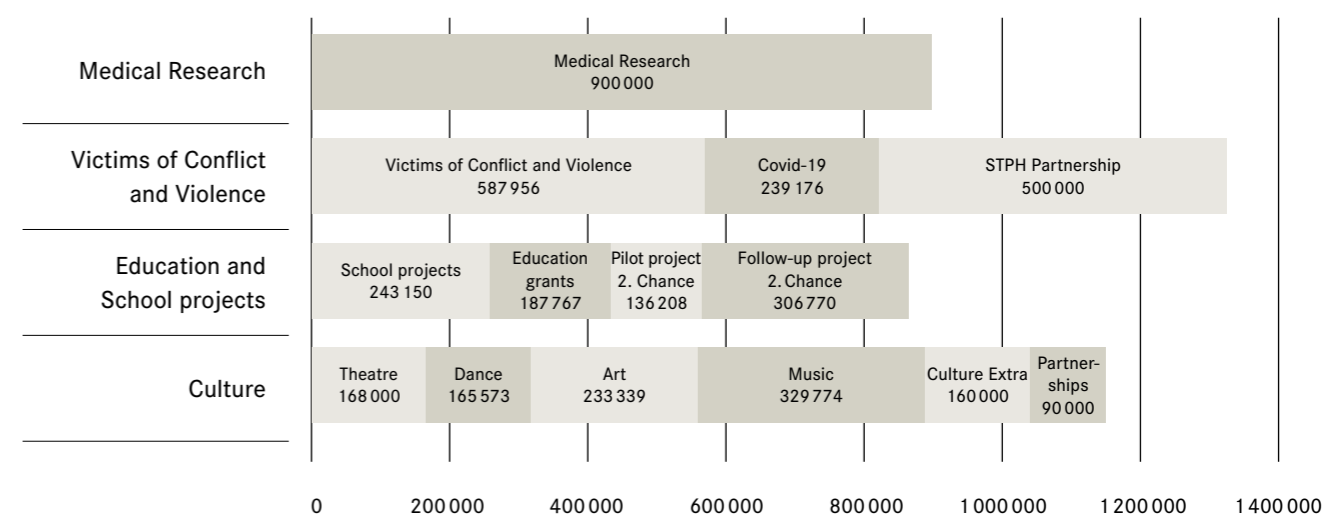 Medical Research
Medical Research
900 000
Victims of Conflict
and Violence
Victims of Conflict and Violence
587 956
Covid-19
239 176
STPH Partnership
500 000
Education and
School projects
School projects
243 150
Education
grants
187 767
Pilot project
2. Chance
136 208
Follow-up project
2. Chance
306 770
Culture
Theatre
168 000
Dance
165 573
Art
233 339
Music
329 774
Culture Extra
160 000
Partner-
ships
90 000
0 200 000 400 000 600 000 800 000 1 000 000 1 200 000 1 400 000